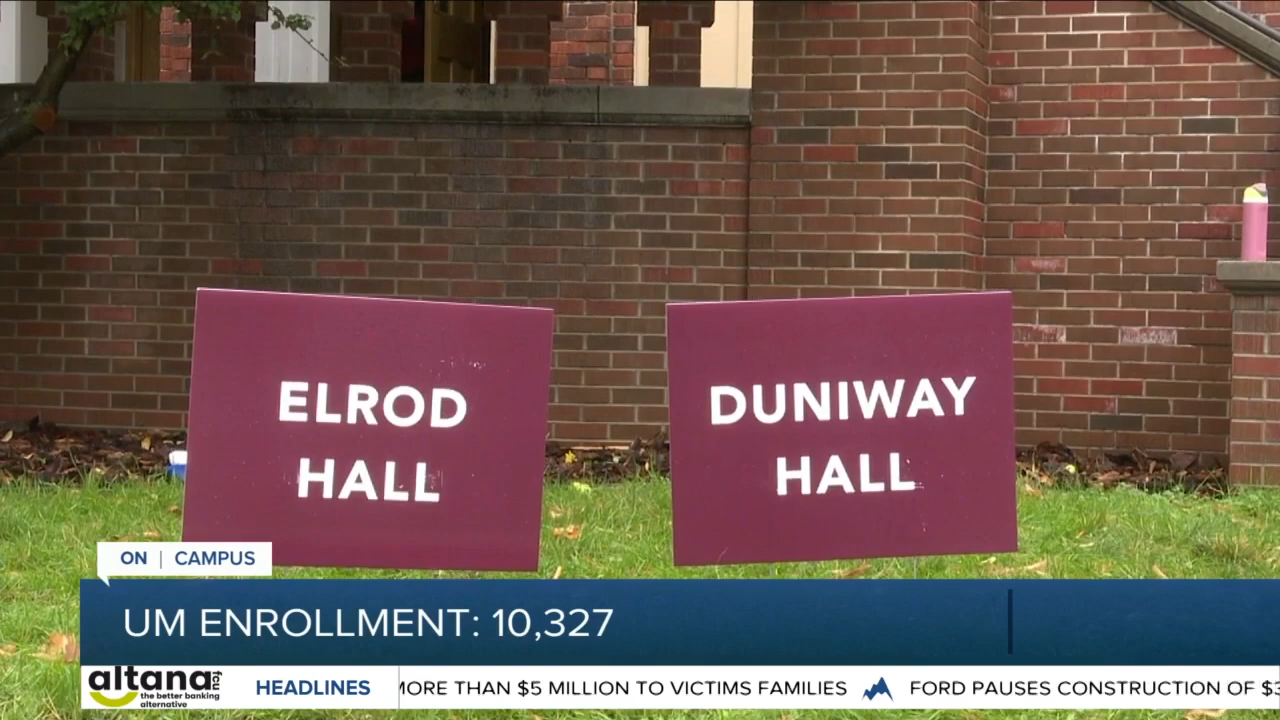 ELROD
HALL
DUNIWAY
HALL
ON | CAMPUS
UM ENROLLMENT: 10,327
altana fcu
the better banking
alternative
HEADLINES
MORE THAN $5 MILLION TO VICTIMS FAMILIES
FORD PAUSES CONSTRUCTION OF